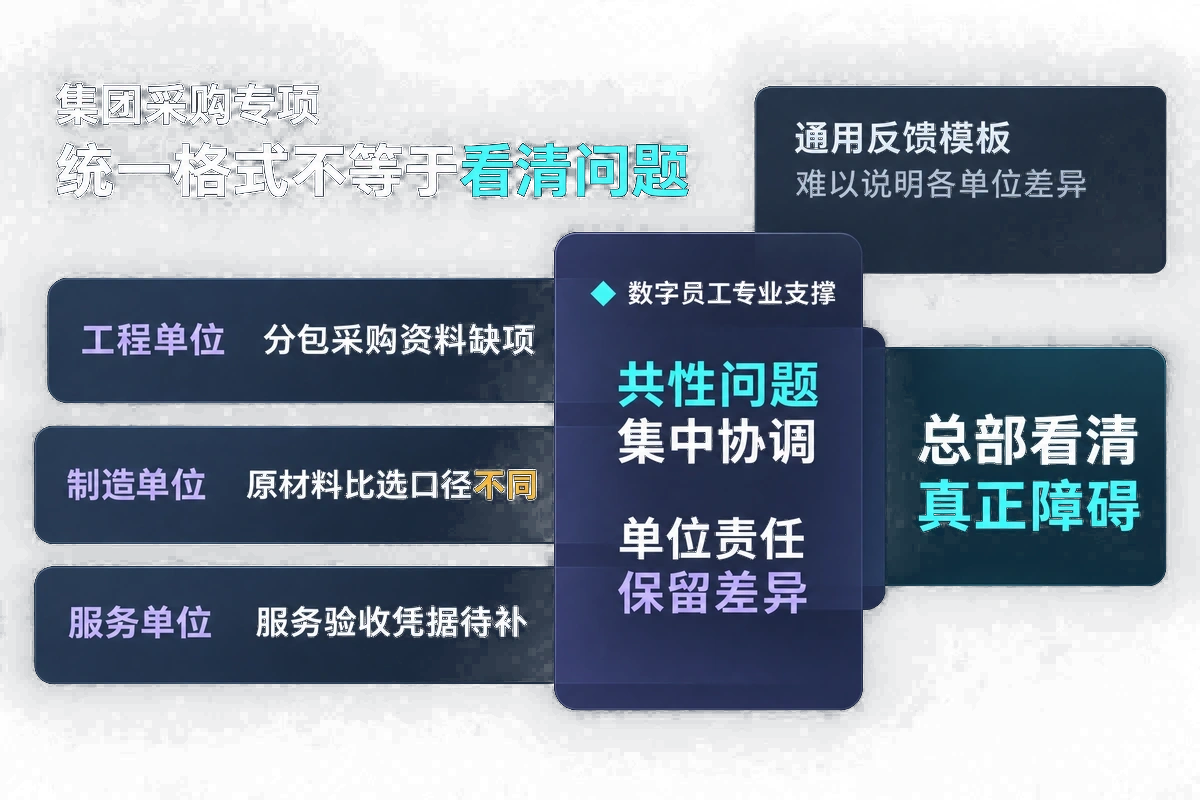 集团采购专项
统一格式不等于看清问题
通用反馈模板
难以说明各单位差异
工程单位 分包采购资料缺项
制造单位 原材料比选口径不同
服务单位 服务验收凭据待补
数字员工专业支撑
共性问题
集中协调
单位责任
保留差异
总部看清
真正障碍